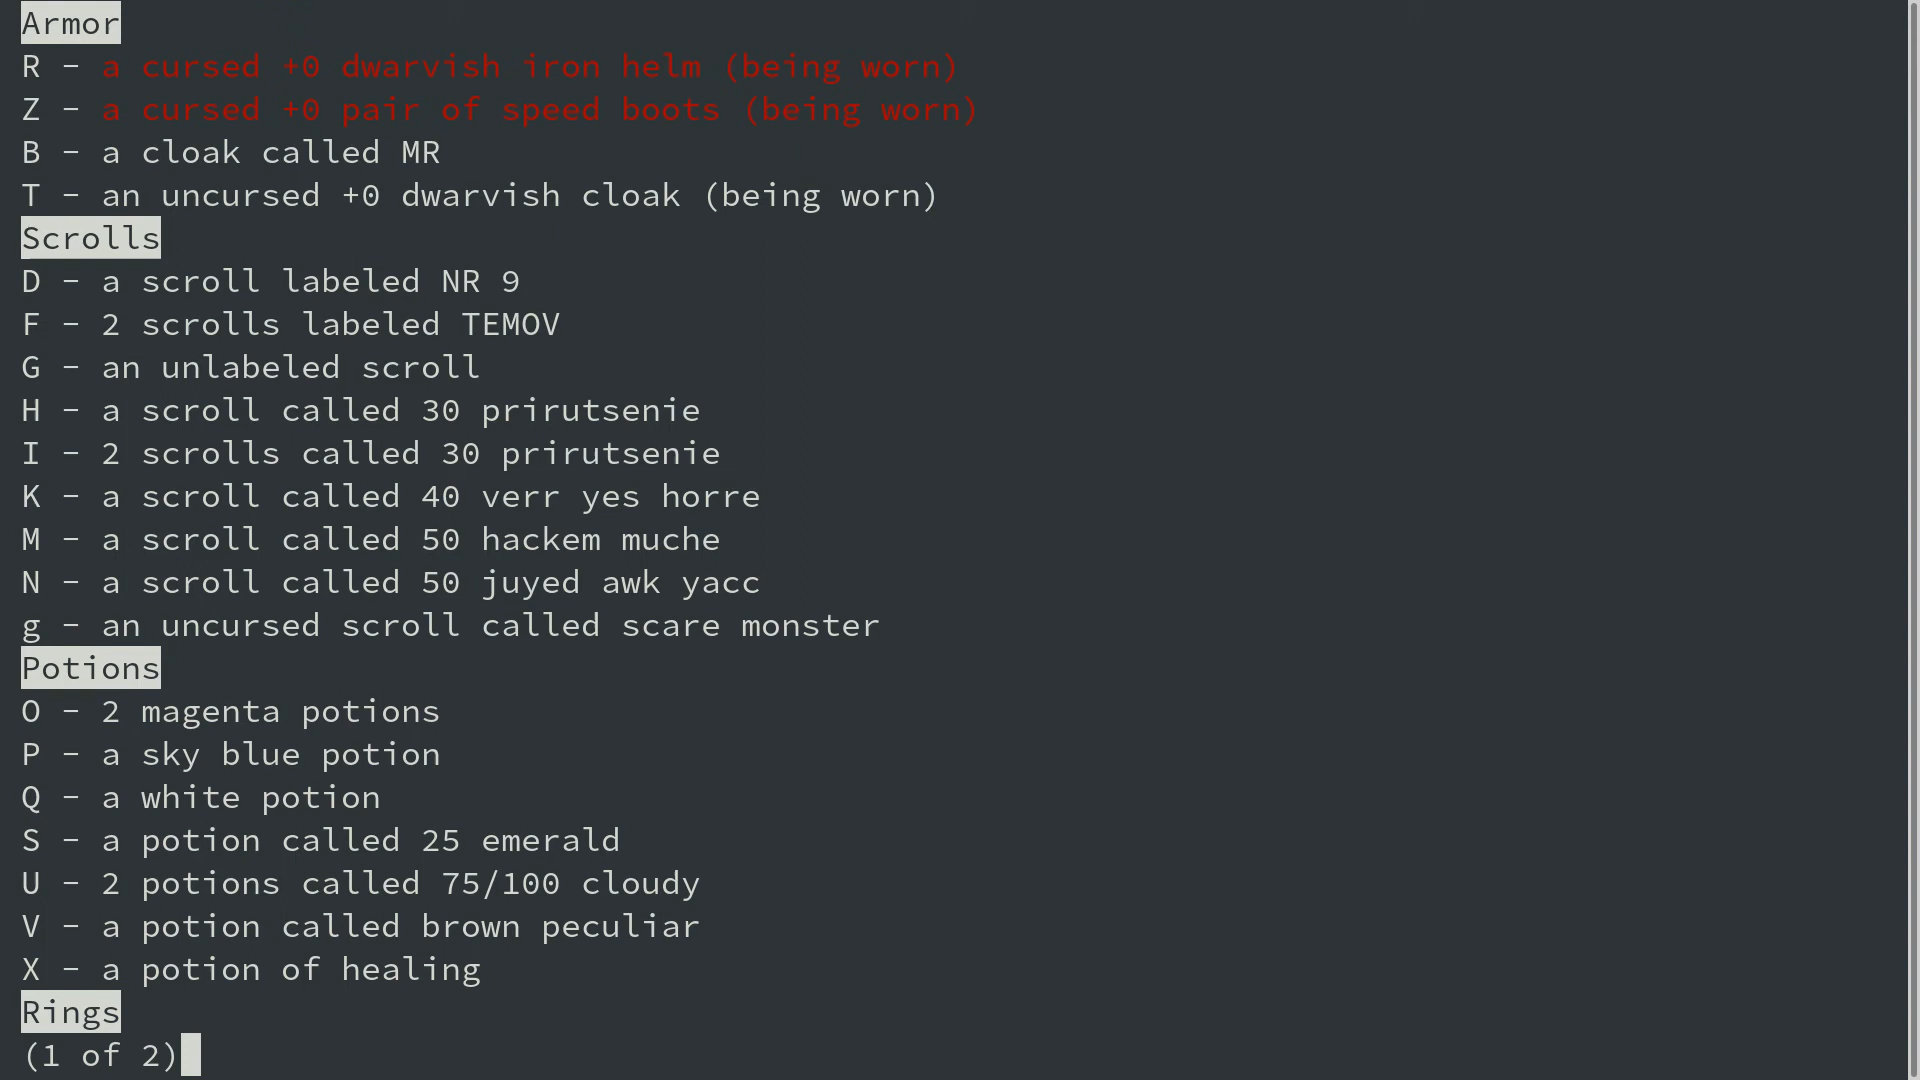 Armor
R - a cursed +0 dwarvish iron helm (being worn)
Z - a cursed +0 pair of speed boots (being worn)
B - a cloak called MR
T - an uncursed +0 dwarvish cloak (being worn)
Scrolls
D - a scroll labeled NR 9
F - 2 scrolls labeled TEMOV
G - an unlabeled scroll
H - a scroll called 30 prirutsenie
I - 2 scrolls called 30 prirutsenie
K - a scroll called 40 verr yes horre
M - a scroll called 50 hackem muche
N - a scroll called 50 juyed awk yacc
g - an uncursed scroll called scare monster
Potions
O - 2 magenta potions
P - a sky blue potion
Q - a white potion
S - a potion called 25 emerald
U - 2 potions called 75/100 cloudy
V - a potion called brown peculiar
X - a potion of healing
Rings
(1 of 2)